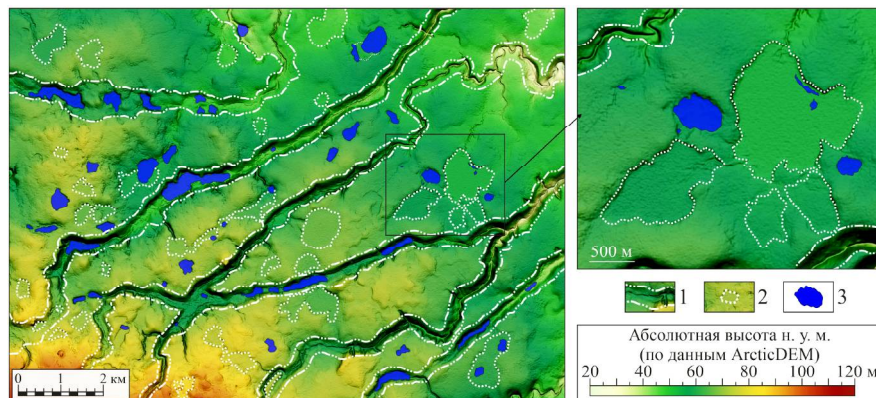 500 м
1
2
3
Абсолютная высота н. у. м.
(по данным ArcticDEM)
20 40 60 80 100 120 м
0 1 2 км